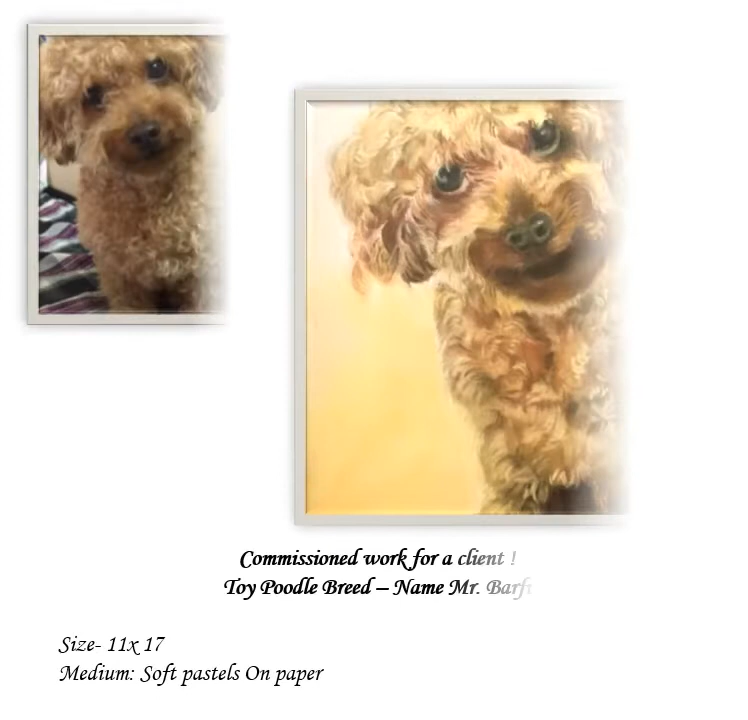 Commissioned work for a client !
Toy Poodle Breed – Name Mr.
Size- 11x 17
Medium: Soft pastels On paper